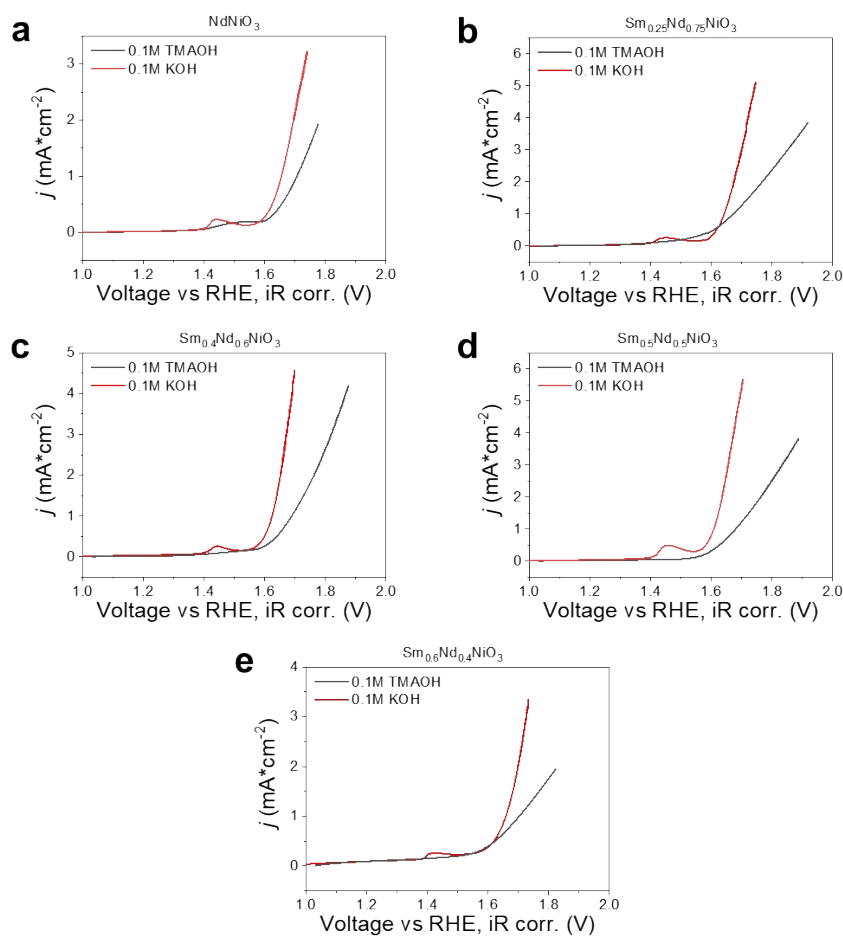 a
NdNiO₃
0.1M TMAOH
0.1M KOH
3
2
1
0
j (mA*cm⁻²)
1.0 1.2 1.4 1.6 1.8 2.0
Voltage vs RHE, iR corr. (V)
b
Sm₀.₂₅Nd₀.₇₅NiO₃
0.1M TMAOH
0.1M KOH
6
5
4
3
2
1
0
j (mA*cm⁻²)
1.0 1.2 1.4 1.6 1.8 2.0
Voltage vs RHE, iR corr. (V)
c
Sm₀.₄Nd₀.₆NiO₃
0.1M TMAOH
0.1M KOH
5
4
3
2
1
0
j (mA*cm⁻²)
1.0 1.2 1.4 1.6 1.8 2.0
Voltage vs RHE, iR corr. (V)
d
Sm₀.₅Nd₀.₅NiO₃
0.1M TMAOH
0.1M KOH
6
5
4
3
2
1
0
j (mA*cm⁻²)
1.0 1.2 1.4 1.6 1.8 2.0
Voltage vs RHE, iR corr. (V)
e
Sm₀.₆Nd₀.₄NiO₃
0.1M TMAOH
0.1M KOH
4
3
2
1
0
j (mA*cm⁻²)
1.0 1.2 1.4 1.6 1.8 2.0
Voltage vs RHE, iR corr. (V)